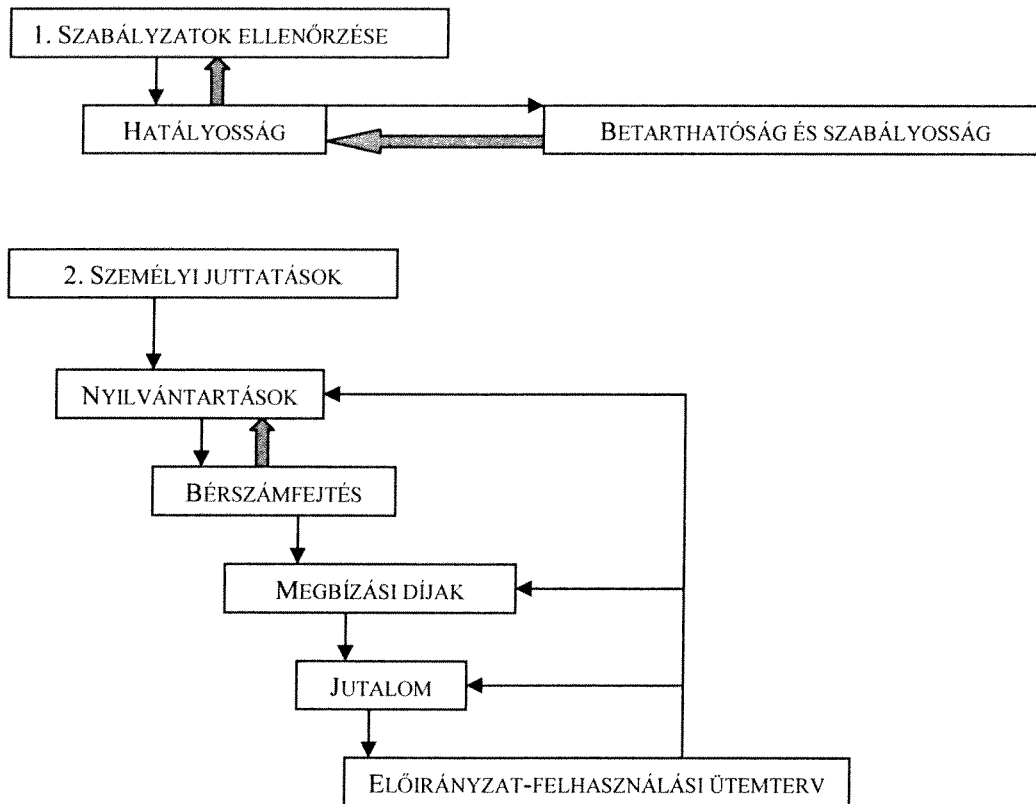 1. SZABÁLYZATOK ELLENŐRZÉSE
HATÁLYOSSÁG
BETARTHATÓSÁG ÉS SZABÁLYOSSÁG
2. SZEMÉLYI JUTTATÁSOK
NYILVÁNTARTÁSOK
BÉRSZÁMFEJTÉS
MEGBÍZÁSI DÍJAK
JUTALOM
ELŐIRÁNYZAT-FELHASZNÁLÁSI ÜTEMTERV